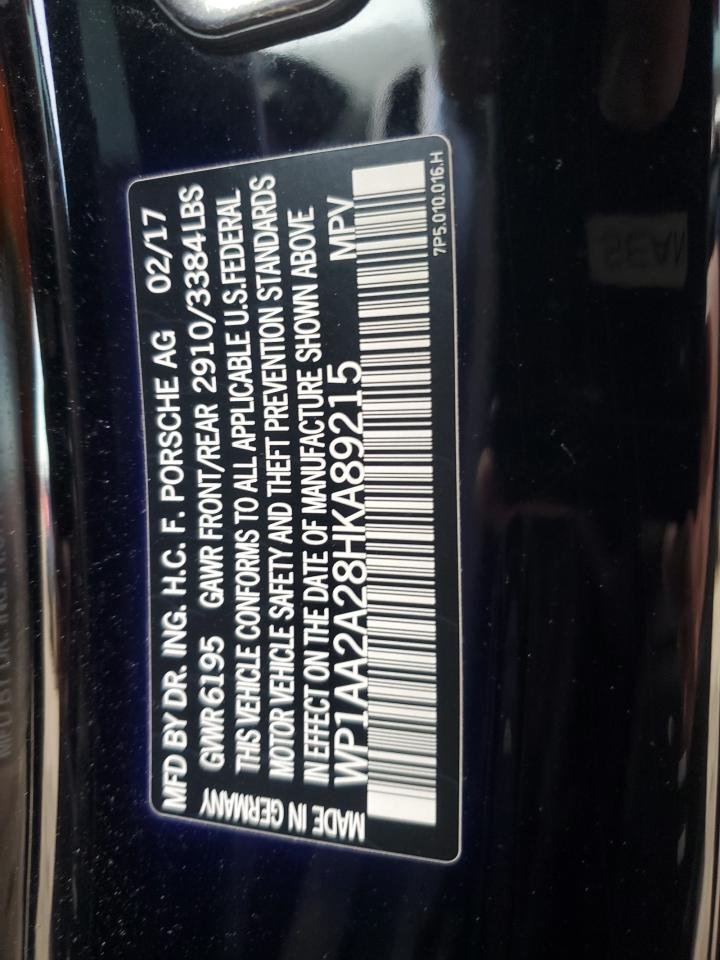 MFD BY DR. ING. H.C. F. PORSCHE AG 02/17
GVWR 6195 GAWR FRONT/REAR 2910/3384LBS
THIS VEHICLE CONFORMS TO ALL APPLICABLE U.S.FEDERAL
MOTOR VEHICLE SAFETY AND THEFT PREVENTION STANDARDS
IN EFFECT ON THE DATE OF MANUFACTURE SHOWN ABOVE
WP1AA2A28HKA89215 MPV
MADE IN GERMANY
7P5.010.016.H